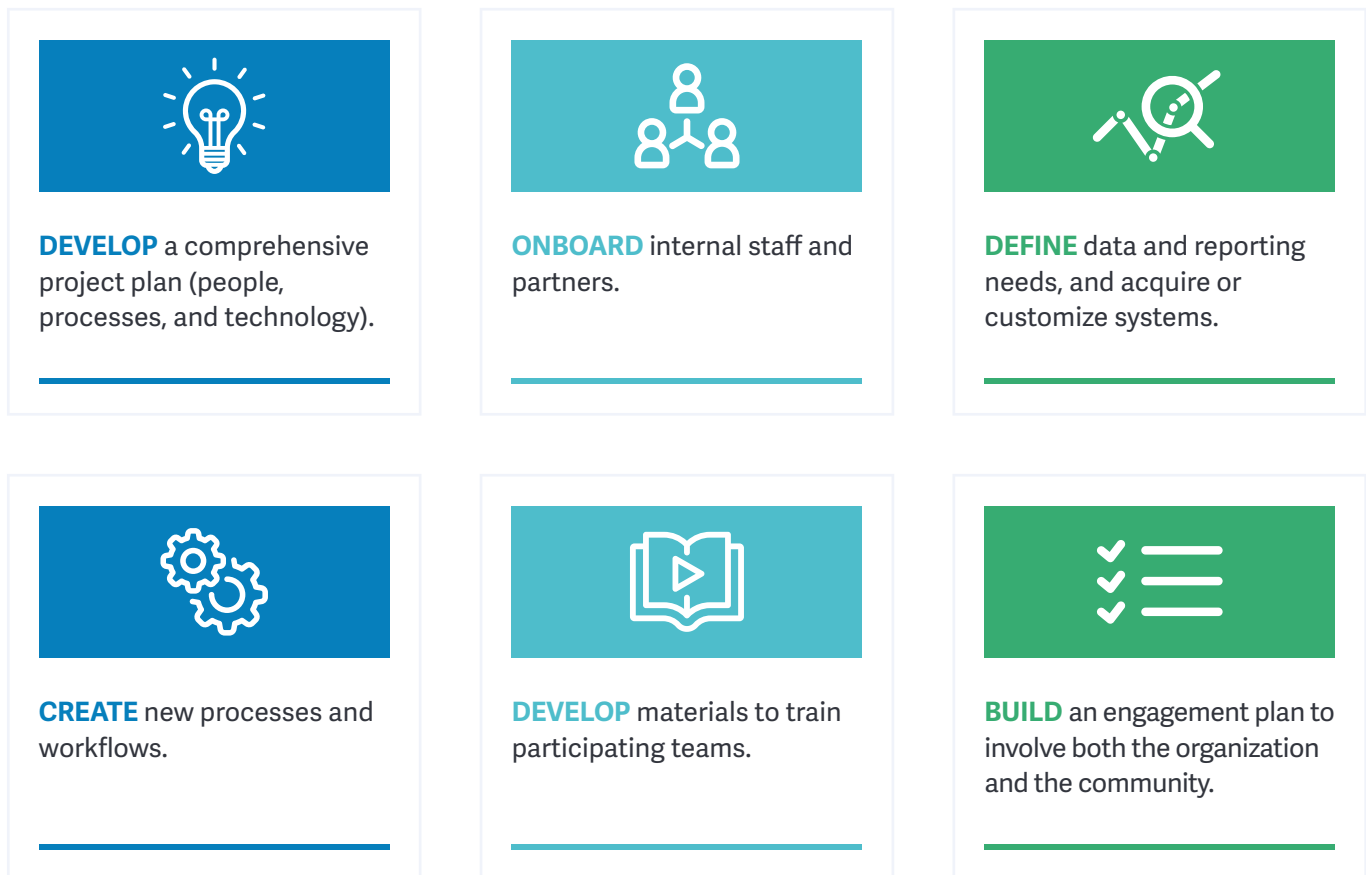 DEVELOP a comprehensive
project plan (people,
processes, and technology).
ONBOARD internal staff and
partners.
DEFINE data and reporting
needs, and acquire or
customize systems.
CREATE new processes and
workflows.
DEVELOP materials to train
participating teams.
BUILD an engagement plan to
involve both the organization
and the community.